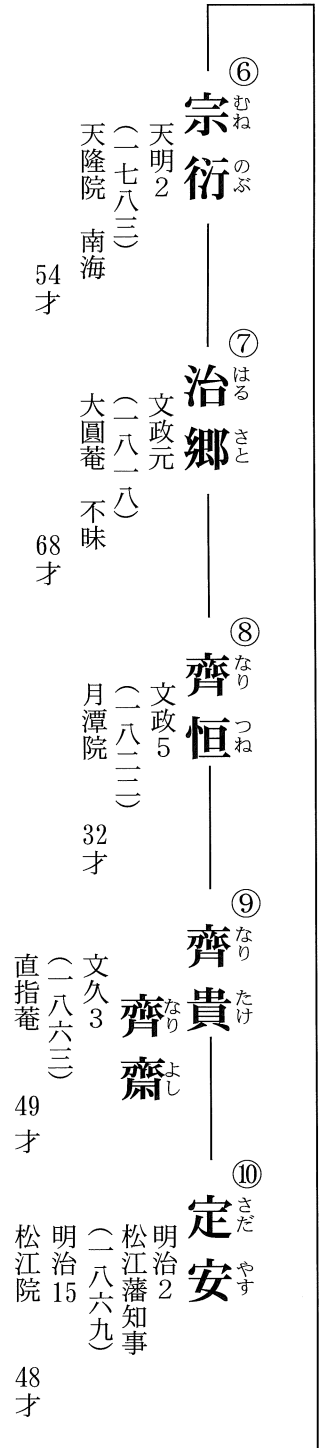 ⑥
宗衍
むねのぶ
天明2
(一七八三)
天隆院 南海
54才
⑦
治郷
はるさと
文政元
(一八一八)
大圓菴 不昧
68才
⑧
齊恒
なりつね
文政5
(一八二二)
月潭院
32才
⑨
齊貴
なりたけ
齊齋
なりよし
文久3
(一八六三)
直指菴
49才
⑩
定安
さだやす
明治2
松江藩知事
(一八六九)
明治15
松江院
48才